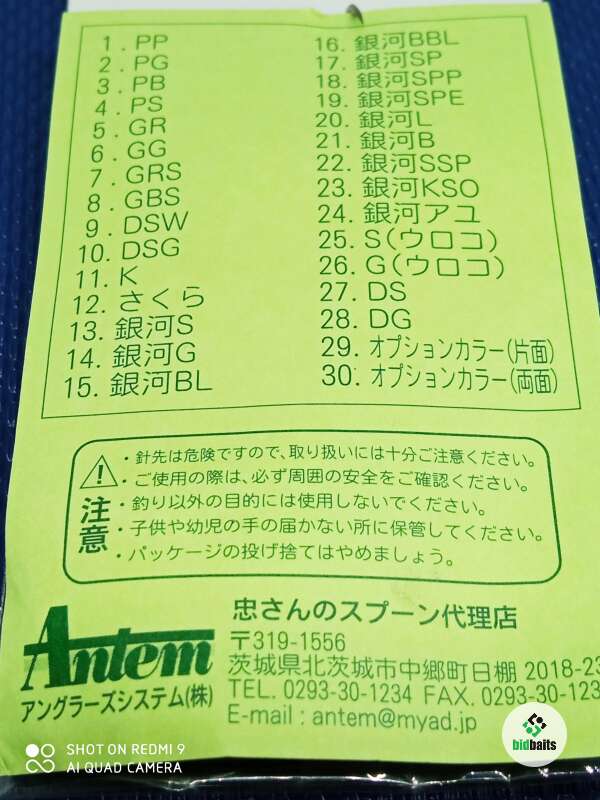 1. PP
2. PG
3. PB
4. PS
5. GR
6. GG
7. GRS
8. GBS
9. DSW
10. DSG
11. K
12. さくら
13. 銀河S
14. 銀河G
15. 銀河BL
16. 銀河BBL
17. 銀河SP
18. 銀河SPP
19. 銀河SPE
20. 銀河L
21. 銀河B
22. 銀河SSP
23. 銀河KSO
24. 銀河アユ
25. S(ウロコ)
26. G(ウロコ)
27. DS
28. DG
29. オプションカラー(片面)
30. オプションカラー(両面)
注意
・針先は危険ですので、取り扱いには十分ご注意ください。
・ご使用の際は、必ず周囲の安全をご確認ください。
・釣り以外の目的には使用しないでください。
・子供や幼児の手の届かない所に保管してください。
・パッケージの投げ捨てはやめましょう。
Antem
アングラーズシステム(株)
忠さんのスプーン代理店
〒319-1556
茨城県北茨城市中郷町日棚 2018-23
TEL. 0293-30-1234 FAX. 0293-30-123
E-mail : antem@myad.jp
bidbaits
SHOT ON REDMI 9
AI QUAD CAMERA